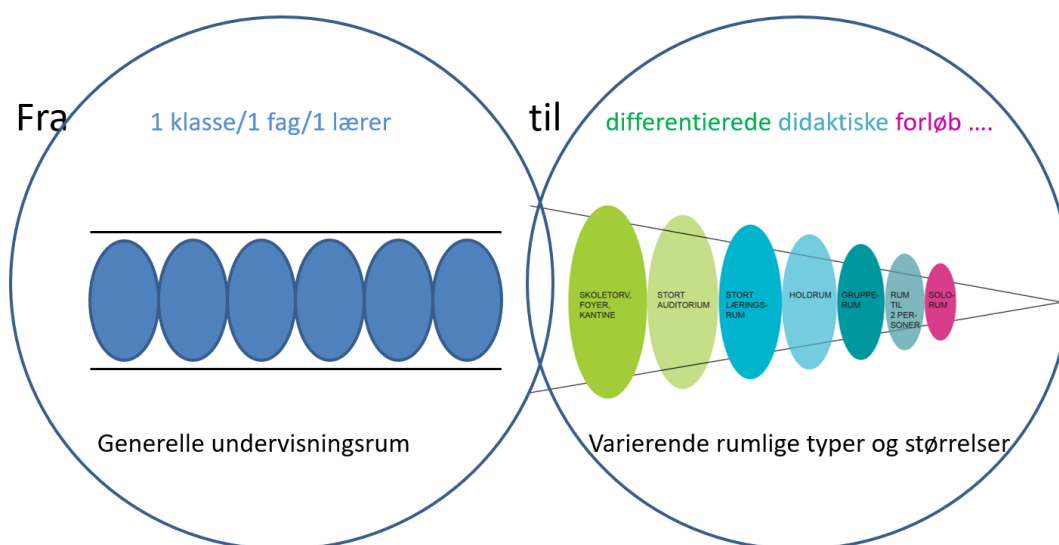 Fra
1 klasse/1 fag/1 lærer
til
differentierede didaktiske forløb ....
SKOLETORV,
FOYER,
KANTINE
STORT
AUDITORIUM
STORT
LÆRINGS-
RUM
HOLDRUM
GRUPPE-
RUM
RUM
TIL
2 PER-
SONER
SOLO-
RUM
Generelle undervisningsrum
Varierende rumlige typer og størrelser